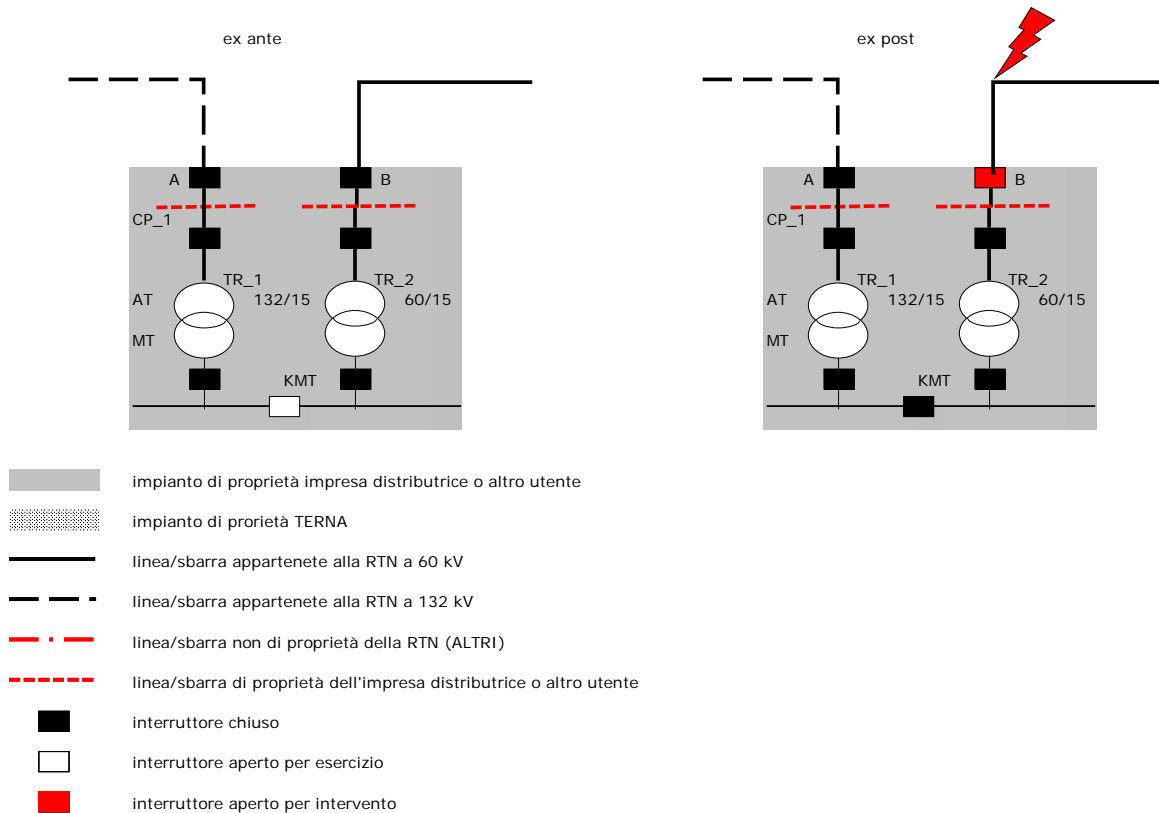 ex ante
ex post
A
B
CP_1
TR_1
TR_2
AT
132/15
60/15
MT
KMT
A
B
CP_1
TR_1
TR_2
AT
132/15
60/15
MT
KMT
impianto di proprietà impresa distributrice o altro utente
impianto di prorietà TERNA
linea/sbarra appartenete alla RTN a 60 kV
linea/sbarra appartenete alla RTN a 132 kV
linea/sbarra non di proprietà della RTN (ALTRI)
linea/sbarra di proprietà dell'impresa distributrice o altro utente
interruttore chiuso
interruttore aperto per esercizio
interruttore aperto per intervento